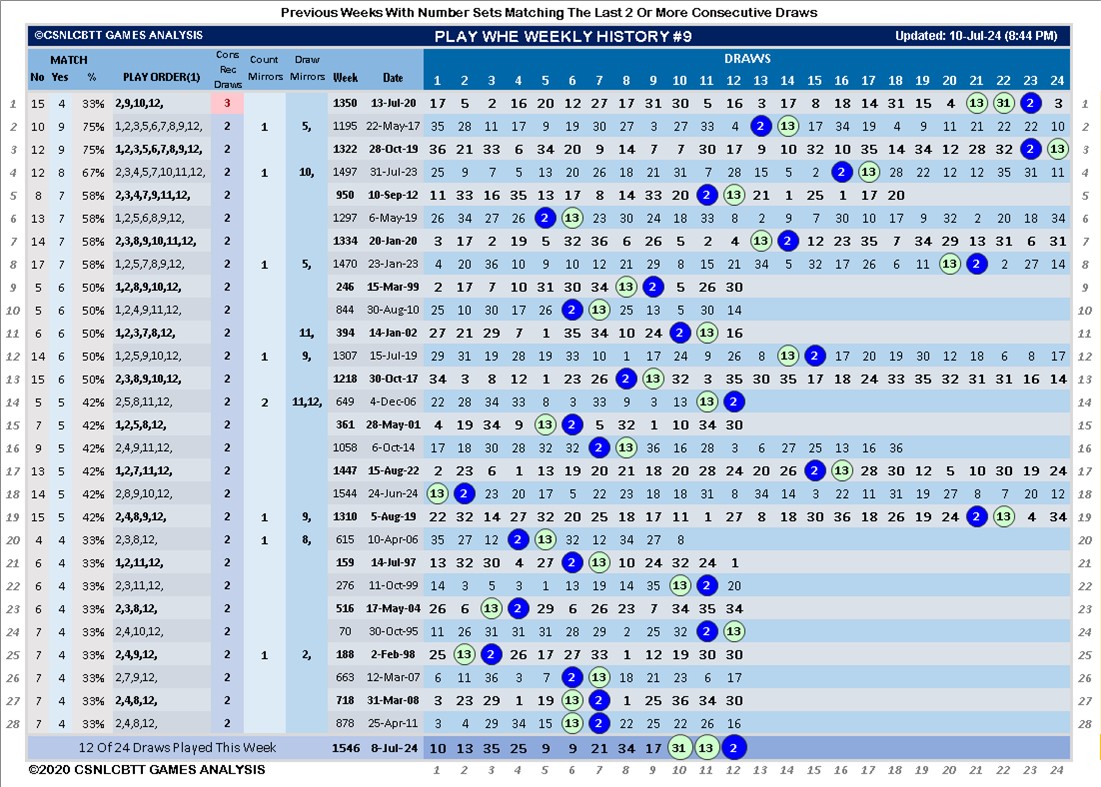 Previous Weeks With Number Sets Matching The Last 2 Or More Consecutive Draws
©CSNLCBTT GAMES ANALYSIS PLAY WHE WEEKLY HISTORY #9 Updated: 10-Jul-24 (8:44 PM)
MATCH Cons Rec Draws Count Mirrors Draw Mirrors DRAWS
No Yes % PLAY ORDER(1) Week Date 1 2 3 4 5 6 7 8 9 10 11 12 13 14 15 16 17 18 19 20 21 22 23 24
1 15 4 33% 2,9,10,12, 3 1350 13-Jul-20 17 5 2 16 20 12 27 17 31 30 5 16 3 17 8 18 14 31 15 4 13 31 2 3 1
2 10 9 75% 1,2,3,5,6,7,8,9,12, 2 1 5, 1195 22-May-17 35 28 11 17 9 19 30 27 3 27 33 4 2 13 17 34 19 4 9 11 21 22 22 10 2
3 12 9 75% 1,2,3,5,6,7,8,9,12, 2 1322 28-Oct-19 36 21 33 6 34 20 9 14 7 7 30 17 9 10 32 10 35 14 34 12 28 32 2 13 3
4 12 8 67% 2,3,4,5,7,10,11,12, 2 1 10, 1497 31-Jul-23 25 9 7 5 13 20 26 18 21 31 7 28 15 5 2 2 13 28 22 12 12 35 31 11 4
5 8 7 58% 2,3,4,7,9,11,12, 2 950 10-Sep-12 11 33 16 35 13 17 8 14 33 20 2 13 21 1 25 1 17 20 5
6 13 7 58% 1,2,5,6,8,9,12, 2 1297 6-May-19 26 34 27 26 2 13 23 30 24 18 33 8 2 9 7 30 10 17 9 32 2 20 18 34 6
7 14 7 58% 2,3,8,9,10,11,12, 2 1334 20-Jan-20 3 17 2 19 5 32 36 6 26 5 2 4 13 2 12 23 35 7 34 29 13 31 6 31 7
8 17 7 58% 1,2,5,7,8,9,12, 2 1 5, 1470 23-Jan-23 4 20 36 10 9 10 12 21 29 8 15 21 34 5 32 17 26 6 11 13 2 2 27 14 8
9 5 6 50% 1,2,8,9,10,12, 2 246 15-Mar-99 2 17 7 10 31 30 34 13 2 5 26 30 9
10 5 6 50% 1,2,4,9,11,12, 2 844 30-Aug-10 25 10 30 17 26 2 13 25 13 5 30 14 10
11 6 6 50% 1,2,3,7,8,12, 2 11, 394 14-Jan-02 27 21 29 7 1 35 34 10 24 2 13 16 11
12 14 6 50% 1,2,5,9,10,12, 2 1 9, 1307 15-Jul-19 29 31 19 28 19 33 10 1 17 24 9 26 8 13 2 17 20 19 30 12 18 6 8 17 12
13 15 6 50% 2,3,8,9,10,12, 2 1218 30-Oct-17 34 3 8 12 1 23 26 2 13 32 3 35 30 35 17 18 24 33 35 32 31 31 16 14 13
14 5 5 42% 2,5,8,11,12, 2 2 11,12, 649 4-Dec-06 22 28 34 33 8 3 33 9 3 11 13 2 14
15 7 5 42% 1,2,5,8,12, 2 361 28-May-01 4 19 34 9 13 2 5 32 1 10 34 30 15
16 9 5 42% 2,4,9,11,12, 2 1058 6-Oct-14 17 18 30 28 32 32 2 13 36 16 28 3 6 27 25 13 16 36 16
17 13 5 42% 1,2,7,11,12, 2 1447 15-Aug-22 2 23 6 1 13 19 20 21 18 20 28 24 20 26 2 13 28 30 12 5 10 30 19 24 17
18 14 5 42% 2,8,9,10,12, 2 1544 24-Jun-24 13 2 23 20 17 5 22 23 18 18 31 8 34 14 3 22 11 31 19 27 8 7 20 12 18
19 15 5 42% 2,4,8,9,12, 2 1 9, 1310 5-Aug-19 22 32 14 27 32 20 25 18 17 11 1 27 8 18 30 36 18 26 19 24 2 13 4 34 19
20 4 4 33% 2,3,8,12, 2 1 8, 615 10-Apr-06 35 27 12 2 13 32 12 34 27 8 20
21 6 4 33% 1,2,11,12, 2 159 14-Jul-97 13 32 30 4 27 2 13 10 24 32 24 1 21
22 6 4 33% 2,3,11,12, 2 276 11-Oct-99 14 3 5 3 1 13 19 14 35 13 2 20 22
23 6 4 33% 2,3,8,12, 2 516 17-May-04 26 6 13 2 29 6 26 23 7 34 35 34 23
24 7 4 33% 2,4,10,12, 2 70 30-Oct-95 11 26 31 31 31 28 29 2 25 32 2 13 24
25 7 4 33% 2,4,9,12, 2 1 2, 188 2-Feb-98 25 13 2 26 17 27 33 1 12 19 30 30 25
26 7 4 33% 2,7,9,12, 2 663 12-Mar-07 6 11 36 3 7 2 13 18 21 23 6 17 26
27 7 4 33% 2,4,8,12, 2 718 31-Mar-08 3 23 29 1 19 13 2 1 25 36 34 30 27
28 7 4 33% 2,4,8,12, 2 878 25-Apr-11 3 4 29 34 15 13 2 22 25 22 26 16 28
12 Of 24 Draws Played This Week 1546 8-Jul-24 10 13 35 25 9 9 21 34 17 31 13 2
©2020 CSNLCBTT GAMES ANALYSIS 1 2 3 4 5 6 7 8 9 10 11 12 13 14 15 16 17 18 19 20 21 22 23 24